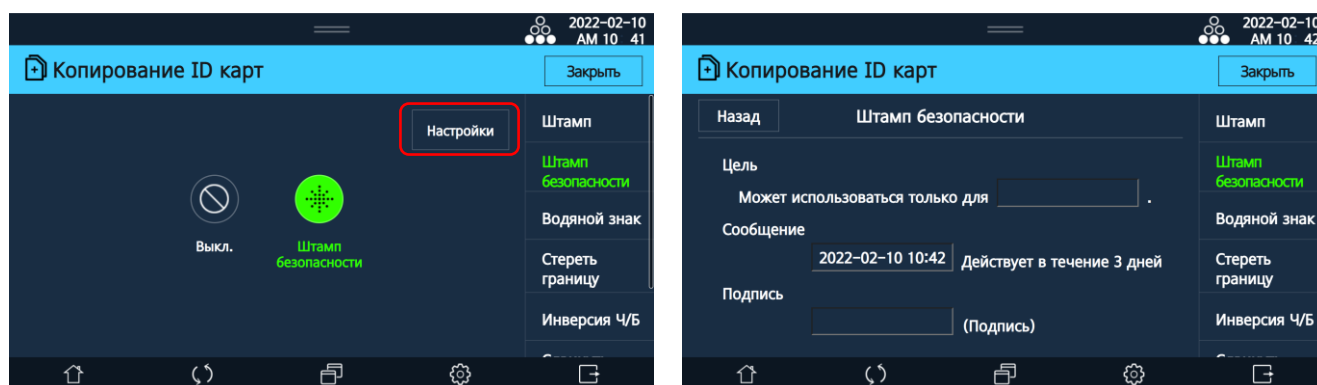 2022-02-10
AM 10 41
Копирование ID карт
Закрыть
Настройки
Выкл.
Штамп
безопасности
Штамп
Штамп
безопасности
Водяной знак
Стереть
границу
Инверсия Ч/Б
2022-02-10
AM 10 42
Копирование ID карт
Закрыть
Назад
Штамп безопасности
Цель
Может использоваться только для .
Сообщение
2022-02-10 10:42 Действует в течение 3 дней
Подпись
(Подпись)
Штамп
Штамп
безопасности
Водяной знак
Стереть
границу
Инверсия Ч/Б